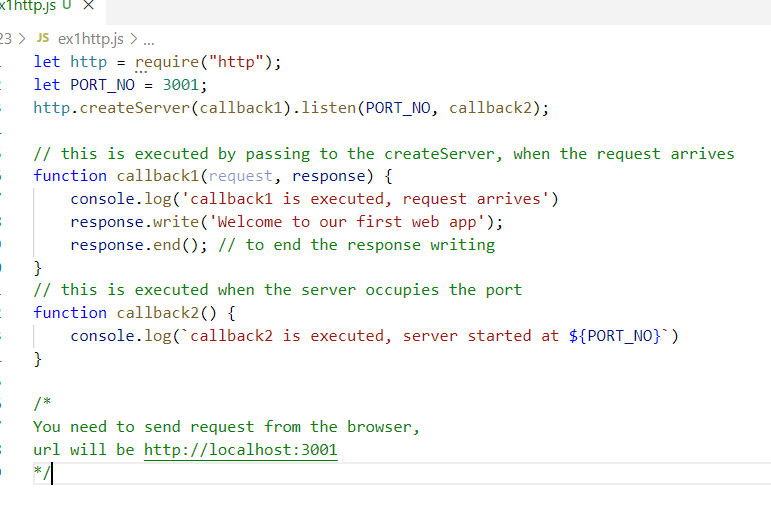 ex1http.js U ×
23 > JS ex1http.js > ...
let http = require("http");
let PORT_NO = 3001;
http.createServer(callback1).listen(PORT_NO, callback2);
// this is executed by passing to the createServer, when the request arrives
function callback1(request, response) {
    console.log('callback1 is executed, request arrives')
    response.write('Welcome to our first web app');
    response.end(); // to end the response writing
}
// this is executed when the server occupies the port
function callback2() {
    console.log(`callback2 is executed, server started at ${PORT_NO}`)
}
/*
You need to send request from the browser,
url will be http://localhost:3001
*/